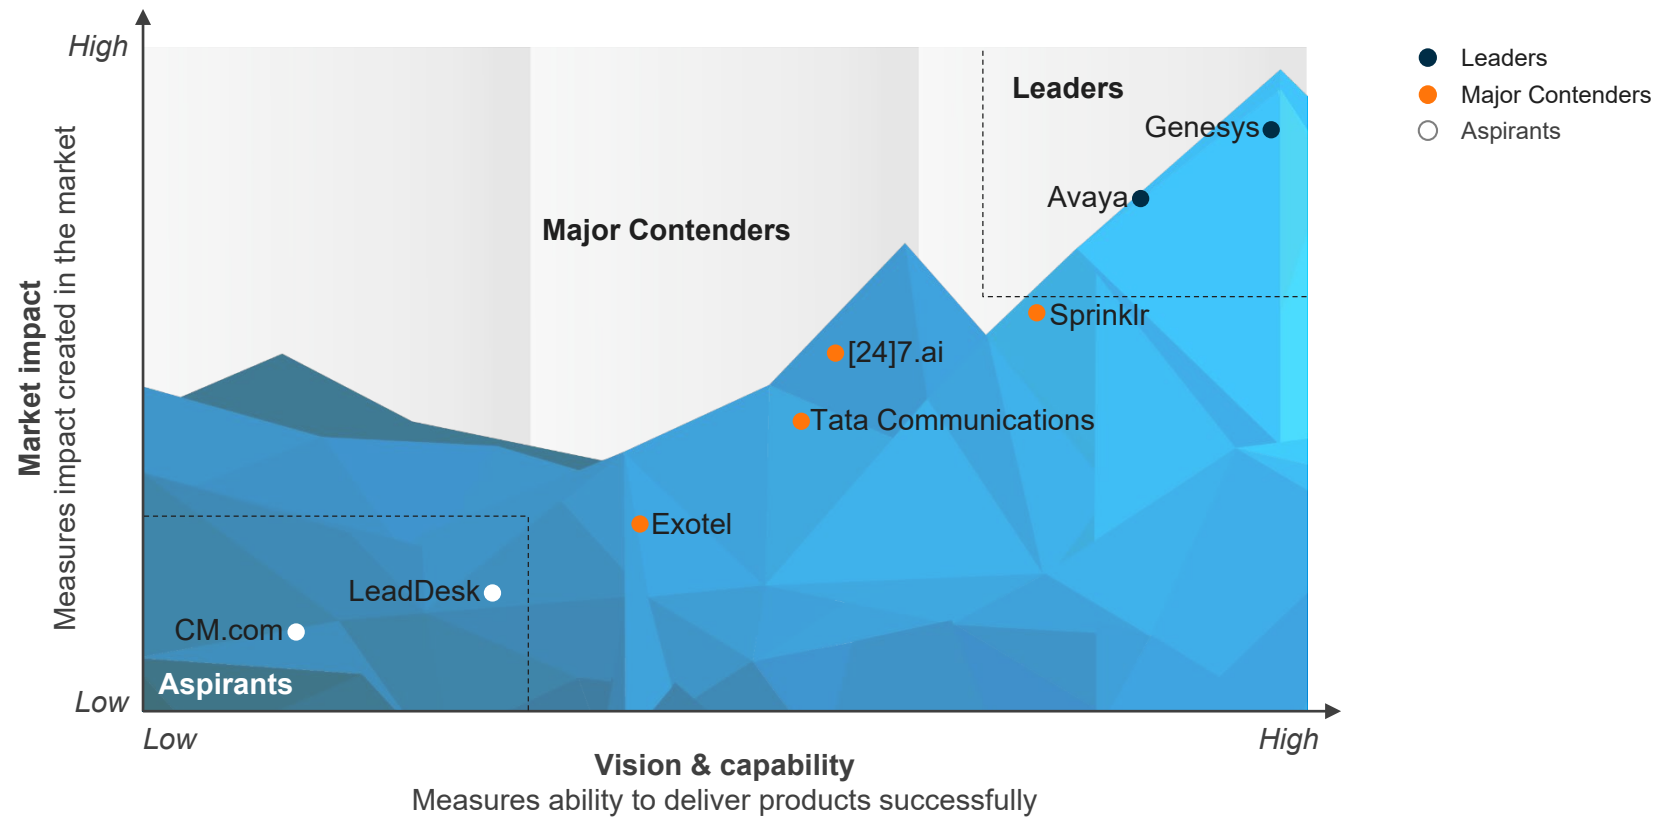 High
Leaders
Leaders
Major Contenders
Aspirants
Genesys
Avaya
Major Contenders
Sprinklr
[24]7.ai
Tata Communications
Exotel
LeadDesk
CM.com
Aspirants
Market impact
Measures impact created in the market
Low
Low
High
Vision & capability
Measures ability to deliver products successfully